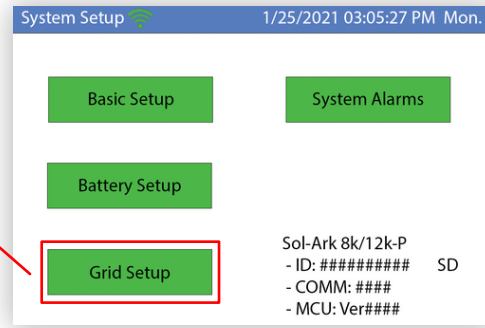 System Setup 1/25/2021 03:05:27 PM Mon.
Basic Setup System Alarms
Battery Setup
Grid Setup
Sol-Ark 8k/12k-P
- ID: ########## SD
- COMM: ####
- MCU: Ver####